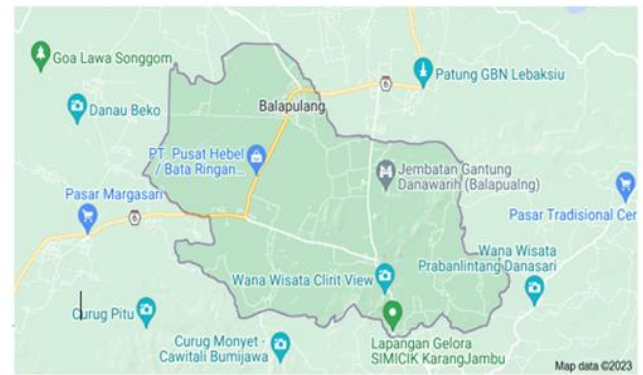 Goa Lawa Songgom
6
Patung GBN Lebaksiu
Danau Beko
Balapulang
PT. Pusat Hebel
/ Bata Ringan...
Jembatan Gantung
Danawarih (Balapualng)
Pasar Margasari
6
Pasar Tradisional Cer
Wana Wisata
Prabanlintang Danasari
Wana Wisata Clirit View
Curug Pitu
Curug Monyet -
Cawitali Bumijawa
Lapangan Gelora
SIMICIK KarangJambu
Map data ©2023